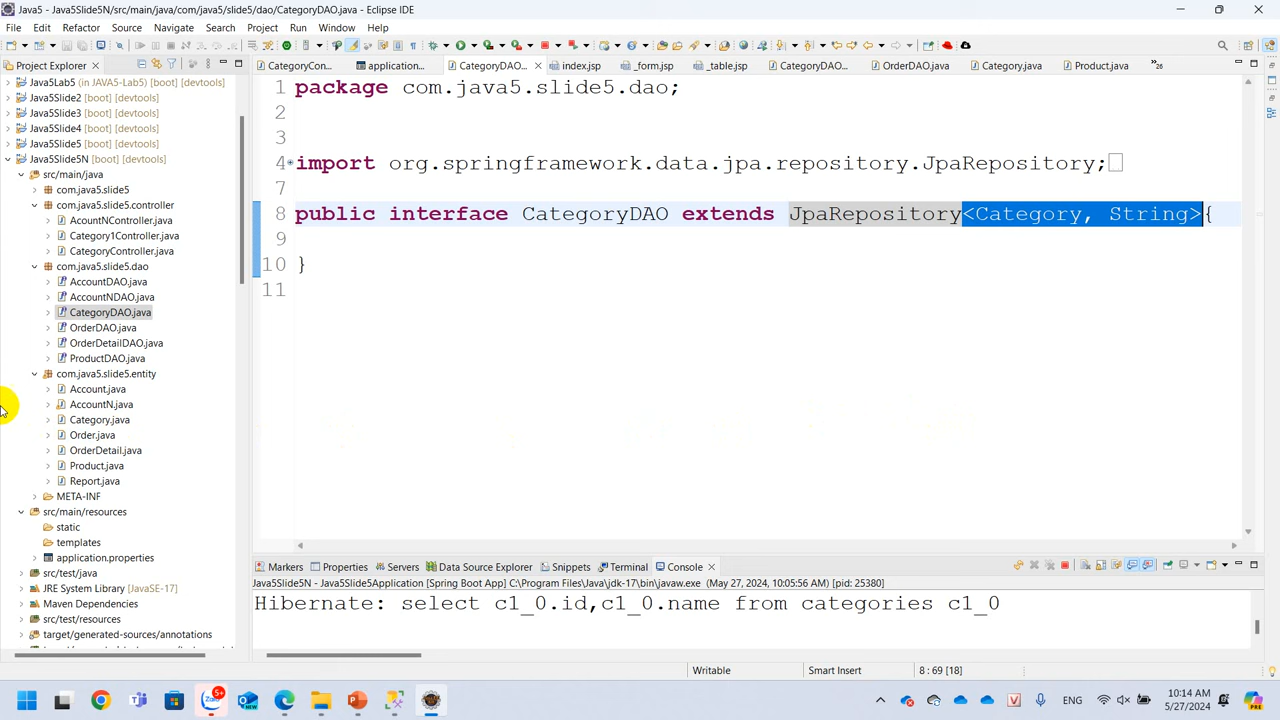 Java5 - Java5Slide5N/src/main/java/com/java5/slide5/dao/CategoryDAO.java - Eclipse IDE
File Edit Refactor Source Navigate Search Project Run Window Help
Project Explorer
CategoryCon... application.... CategoryDAO... index.jsp _form.jsp _table.jsp CategoryDAO... OrderDAO.java Category.java Product.java »26
Java5Lab5 (in JAVA5-Lab5) [boot] [devtools]
Java5Slide2 [boot] [devtools]
Java5Slide3 [boot] [devtools]
Java5Slide4 [boot] [devtools]
Java5Slide5 [boot] [devtools]
Java5Slide5N [boot] [devtools]
src/main/java
com.java5.slide5
com.java5.slide5.controller
AcountNController.java
Category1Controller.java
CategoryController.java
com.java5.slide5.dao
AccountDAO.java
AccountNDAO.java
CategoryDAO.java
OrderDAO.java
OrderDetailDAO.java
ProductDAO.java
com.java5.slide5.entity
Account.java
AccountN.java
Category.java
Order.java
OrderDetail.java
Product.java
Report.java
META-INF
src/main/resources
static
templates
application.properties
src/test/java
JRE System Library [JavaSE-17]
Maven Dependencies
src/test/resources
target/generated-sources/annotations
1 package com.java5.slide5.dao;
2
3
4 import org.springframework.data.jpa.repository.JpaRepository;
7
8 public interface CategoryDAO extends JpaRepository<Category, String>{
9
10 }
11
Markers Properties Servers Data Source Explorer Snippets Terminal Console
Java5Slide5N - Java5Slide5Application [Spring Boot App] C:\Program Files\Java\jdk-17\bin\javaw.exe (May 27, 2024, 10:05:56 AM) [pid: 25380]
Hibernate: select c1_0.id,c1_0.name from categories c1_0
Writable Smart Insert 8 : 69 [18]
Zalo 5+ NEW ENG 10:14 AM
5/27/2024 PRE